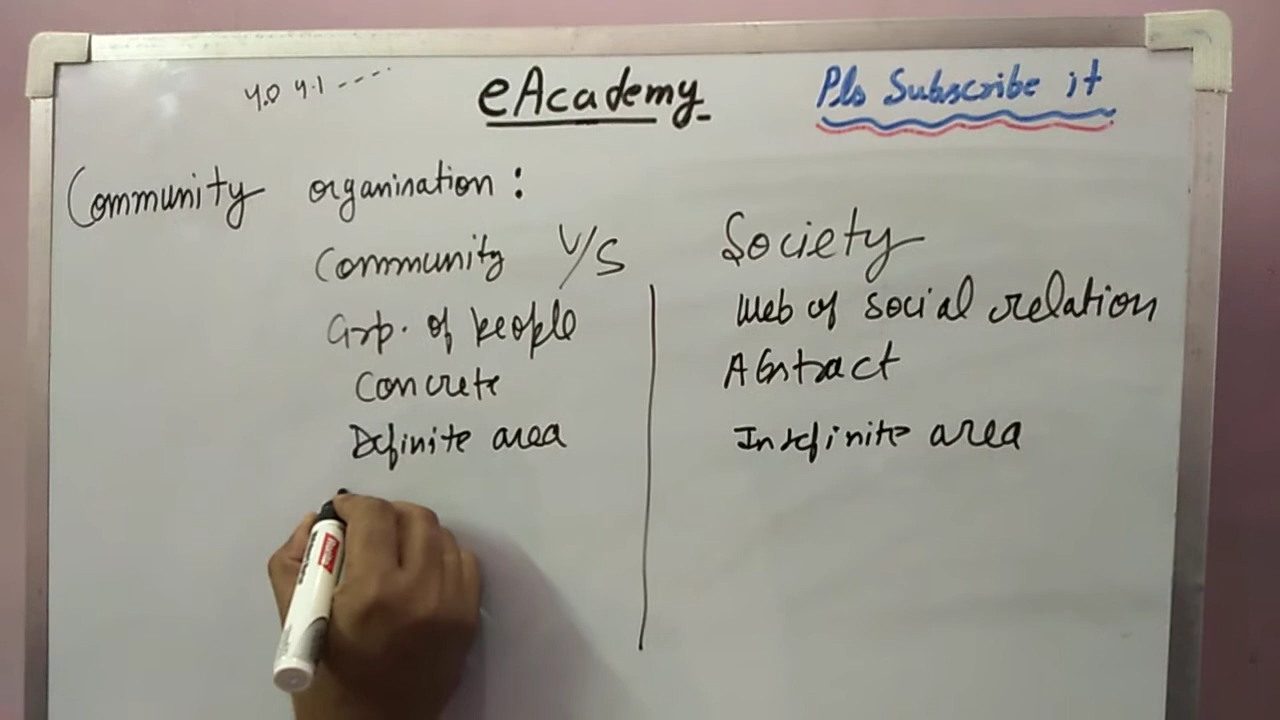 4.0 4.1 ----
eAcademy
Pls Subscribe it
Community organination :
Community V/S Society
Grp. of people
Web of social relation
Concrete
Abstract
Definite area
Indefinite area